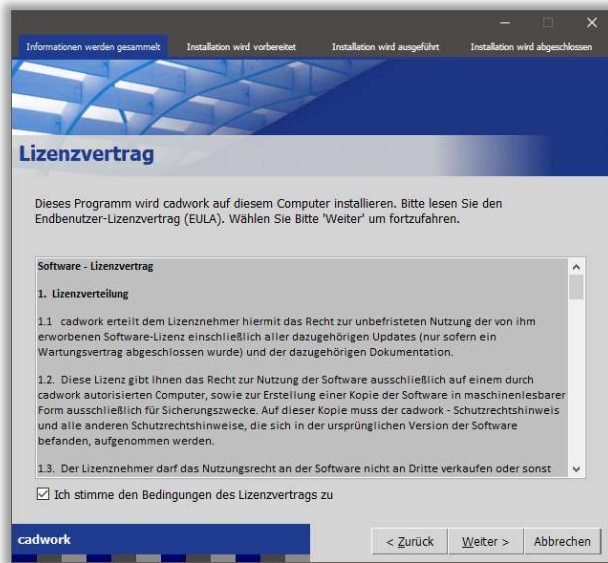 Informationen werden gesammelt Installation wird vorbereitet Installation wird ausgeführt Installation wird abgeschlossen
Lizenzvertrag
Dieses Programm wird cadwork auf diesem Computer installieren. Bitte lesen Sie den
Endbenutzer-Lizenzvertrag (EULA). Wählen Sie Bitte 'Weiter' um fortzufahren.
Software - Lizenzvertrag
1. Lizenzverteilung
1.1 cadwork erteilt dem Lizenznehmer hiermit das Recht zur unbefristeten Nutzung der von ihm
erworbenen Software-Lizenz einschließlich aller dazugehörigen Updates (nur sofern ein
Wartungsvertrag abgeschlossen wurde) und der dazugehörigen Dokumentation.
1.2. Diese Lizenz gibt Ihnen das Recht zur Nutzung der Software ausschließlich auf einem durch
cadwork autorisierten Computer, sowie zur Erstellung einer Kopie der Software in maschinenlesbarer
Form ausschließlich für Sicherungszwecke. Auf dieser Kopie muss der cadwork - Schutzrechtshinweis
und alle anderen Schutzrechtshinweise, die sich in der ursprünglichen Version der Software
befanden, aufgenommen werden.
1.3. Der Lizenznehmer darf das Nutzungsrecht an der Software nicht an Dritte verkaufen oder sonst
Ich stimme den Bedingungen des Lizenzvertrags zu
cadwork < Zurück Weiter > Abbrechen